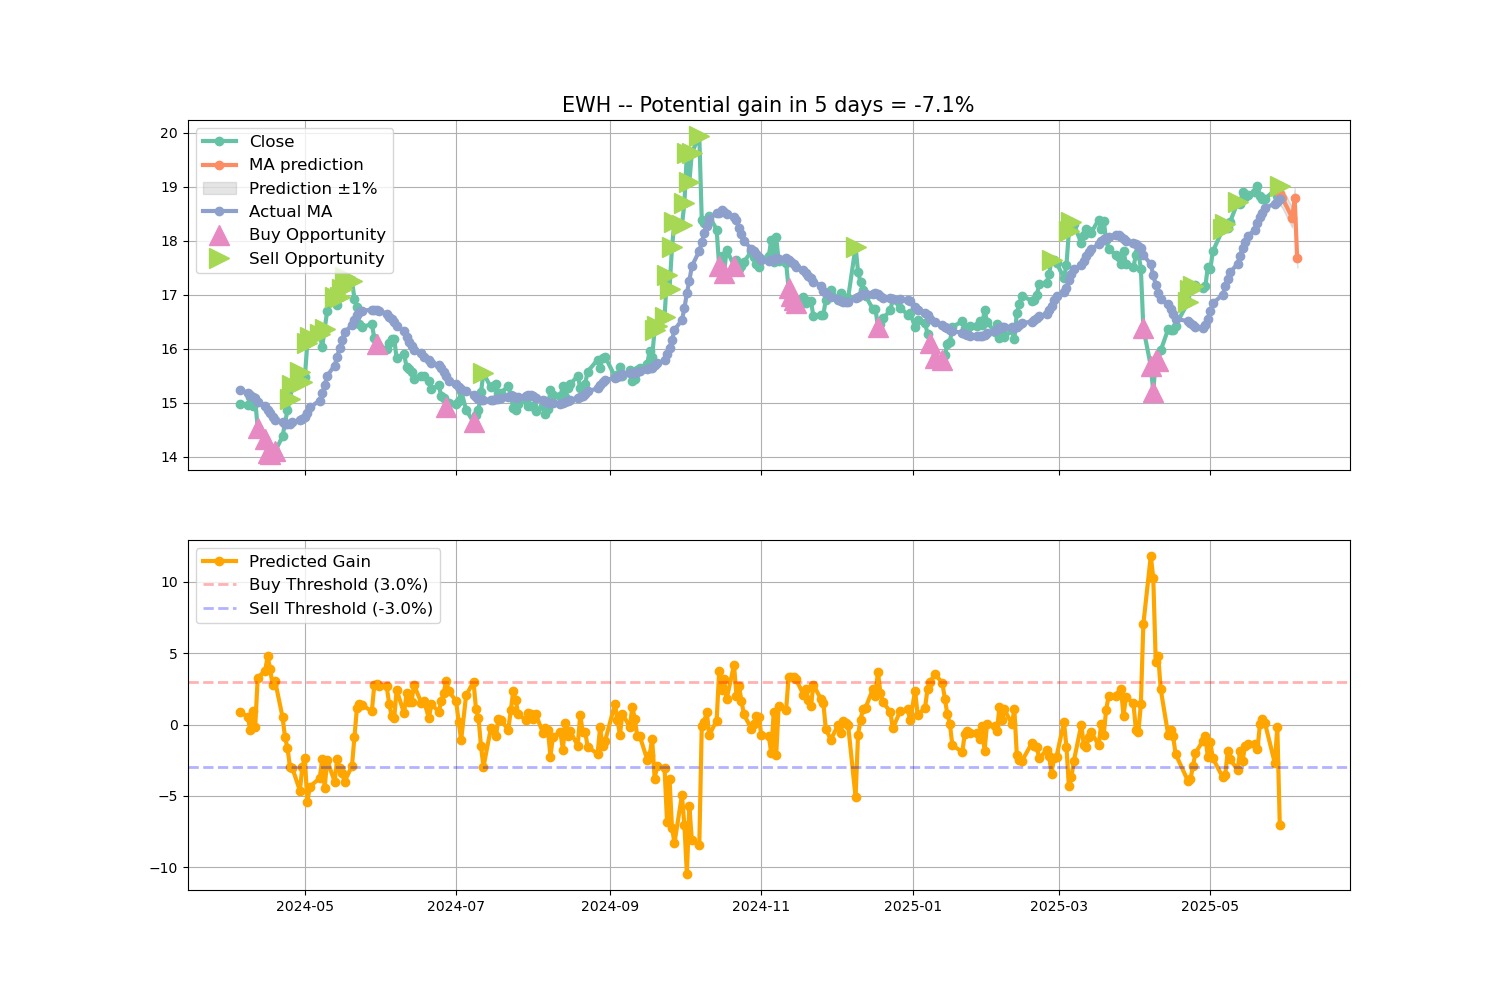 EWH -- Potential gain in 5 days = -7.1%
20
19
18
17
16
15
14
Close
MA prediction
Prediction ±1%
Actual MA
Buy Opportunity
Sell Opportunity
10
5
0
−5
−10
Predicted Gain
Buy Threshold (3.0%)
Sell Threshold (-3.0%)
2024-05
2024-07
2024-09
2024-11
2025-01
2025-03
2025-05